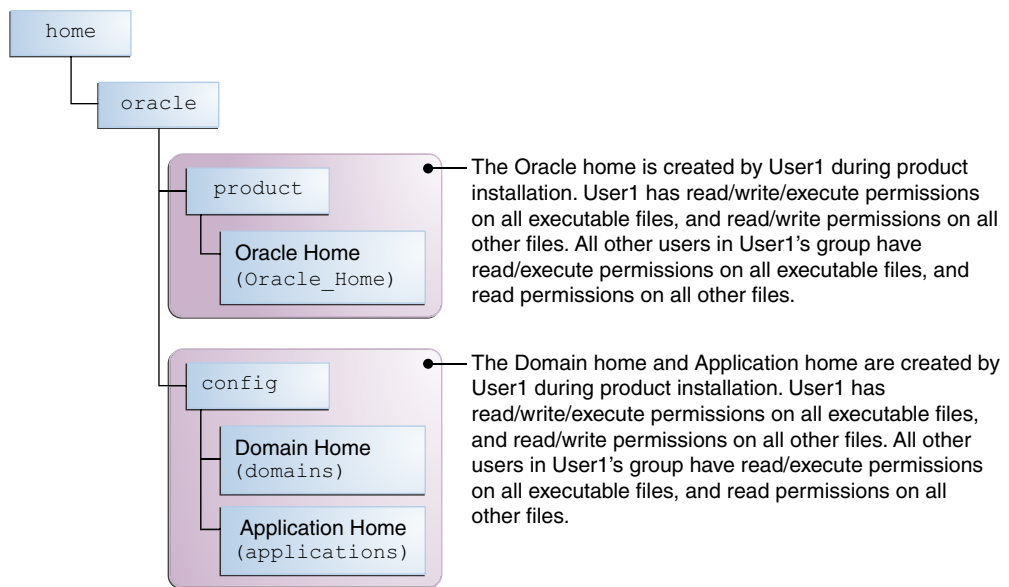 home
oracle
product
Oracle Home
(Oracle_Home)
The Oracle home is created by User1 during product
installation. User1 has read/write/execute permissions
on all executable files, and read/write permissions on all
other files. All other users in User1's group have
read/execute permissions on all executable files, and
read permissions on all other files.
config
Domain Home
(domains)
Application Home
(applications)
The Domain home and Application home are created by
User1 during product installation. User1 has
read/write/execute permissions on all executable files,
and read/write permissions on all other files. All other
users in User1's group have read/execute permissions
on all executable files, and read permissions on all
other files.